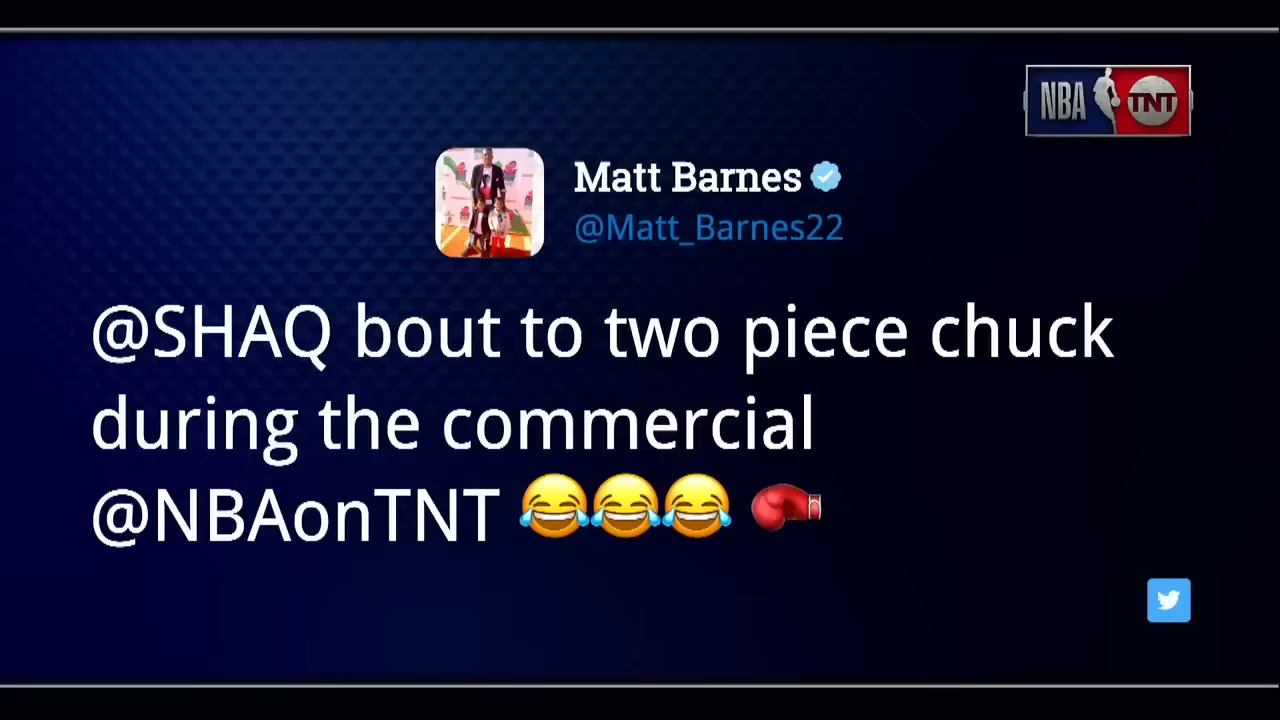 NBA TNT
Matt Barnes
@Matt_Barnes22
@SHAQ bout to two piece chuck
during the commercial
@NBAonTNT 😂😂😂 🥊